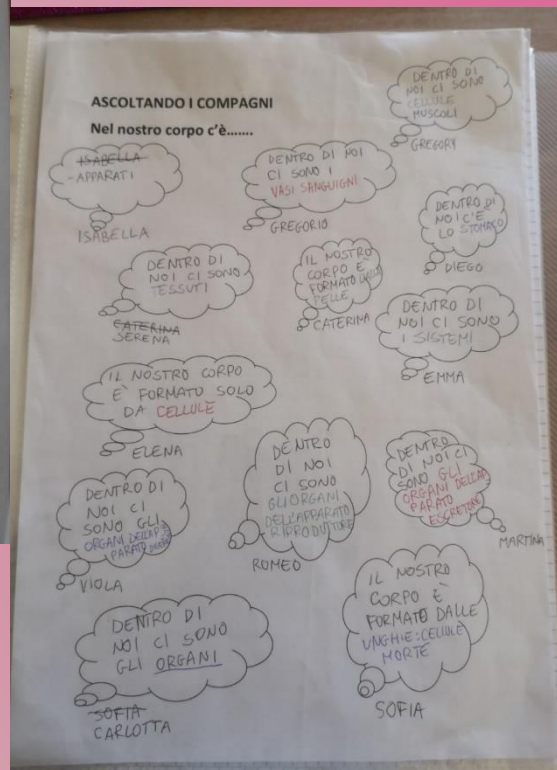 ASCOLTANDO I COMPAGNI
Nel nostro corpo c'è.......
DENTRO DI
NOI CI SONO
CELLULE
MUSCOLI
GREGORY
ISABELLA
-APPARATI
ISABELLA
DENTRO DI NOI
CI SONO I
VASI SANGUIGNI
GREGORIO
DENTRO DI
NOI C'E
LO STOMACO
DIEGO
DENTRO DI
NOI CI SONO
TESSUTI
CATERINA
SERENA
IL NOSTRO
CORPO È
FORMATO DALLA
PELLE
CATERINA
DENTRO DI
NOI CI SONO
I SISTEMI
EMMA
IL NOSTRO CORPO
E' FORMATO SOLO
DA CELLULE
ELENA
DENTRO
DI NOI
CI SONO
GLI ORGANI
DELL'APPARATO
RIPRODUTTORE
ROMEO
DENTRO
DI NOI CI
SONO GLI
ORGANI DELL'AP-
PARATO
ESCRETORE
MARTINA
DENTRO DI
NOI CI
SONO GLI
ORGANI DELL'AP-
PARATO
VIOLA
DENTRO DI
NOI CI SONO
GLI ORGANI
SOFIA
CARLOTTA
IL NOSTRO
CORPO È
FORMATO DALLE
UNGHIE: CELLULE
MORTE
SOFIA